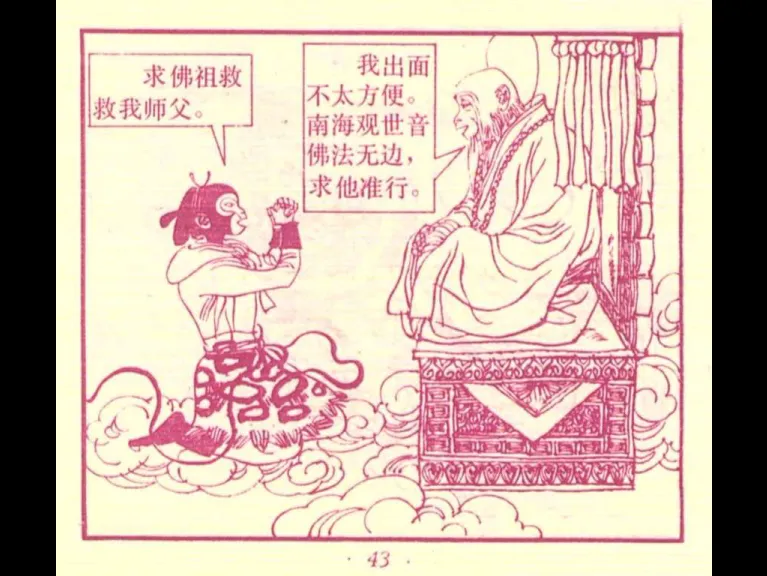 求佛祖救
救我师父。
我出面
不太方便。
南海观世音
佛法无边，
求他准行。
· 43 ·